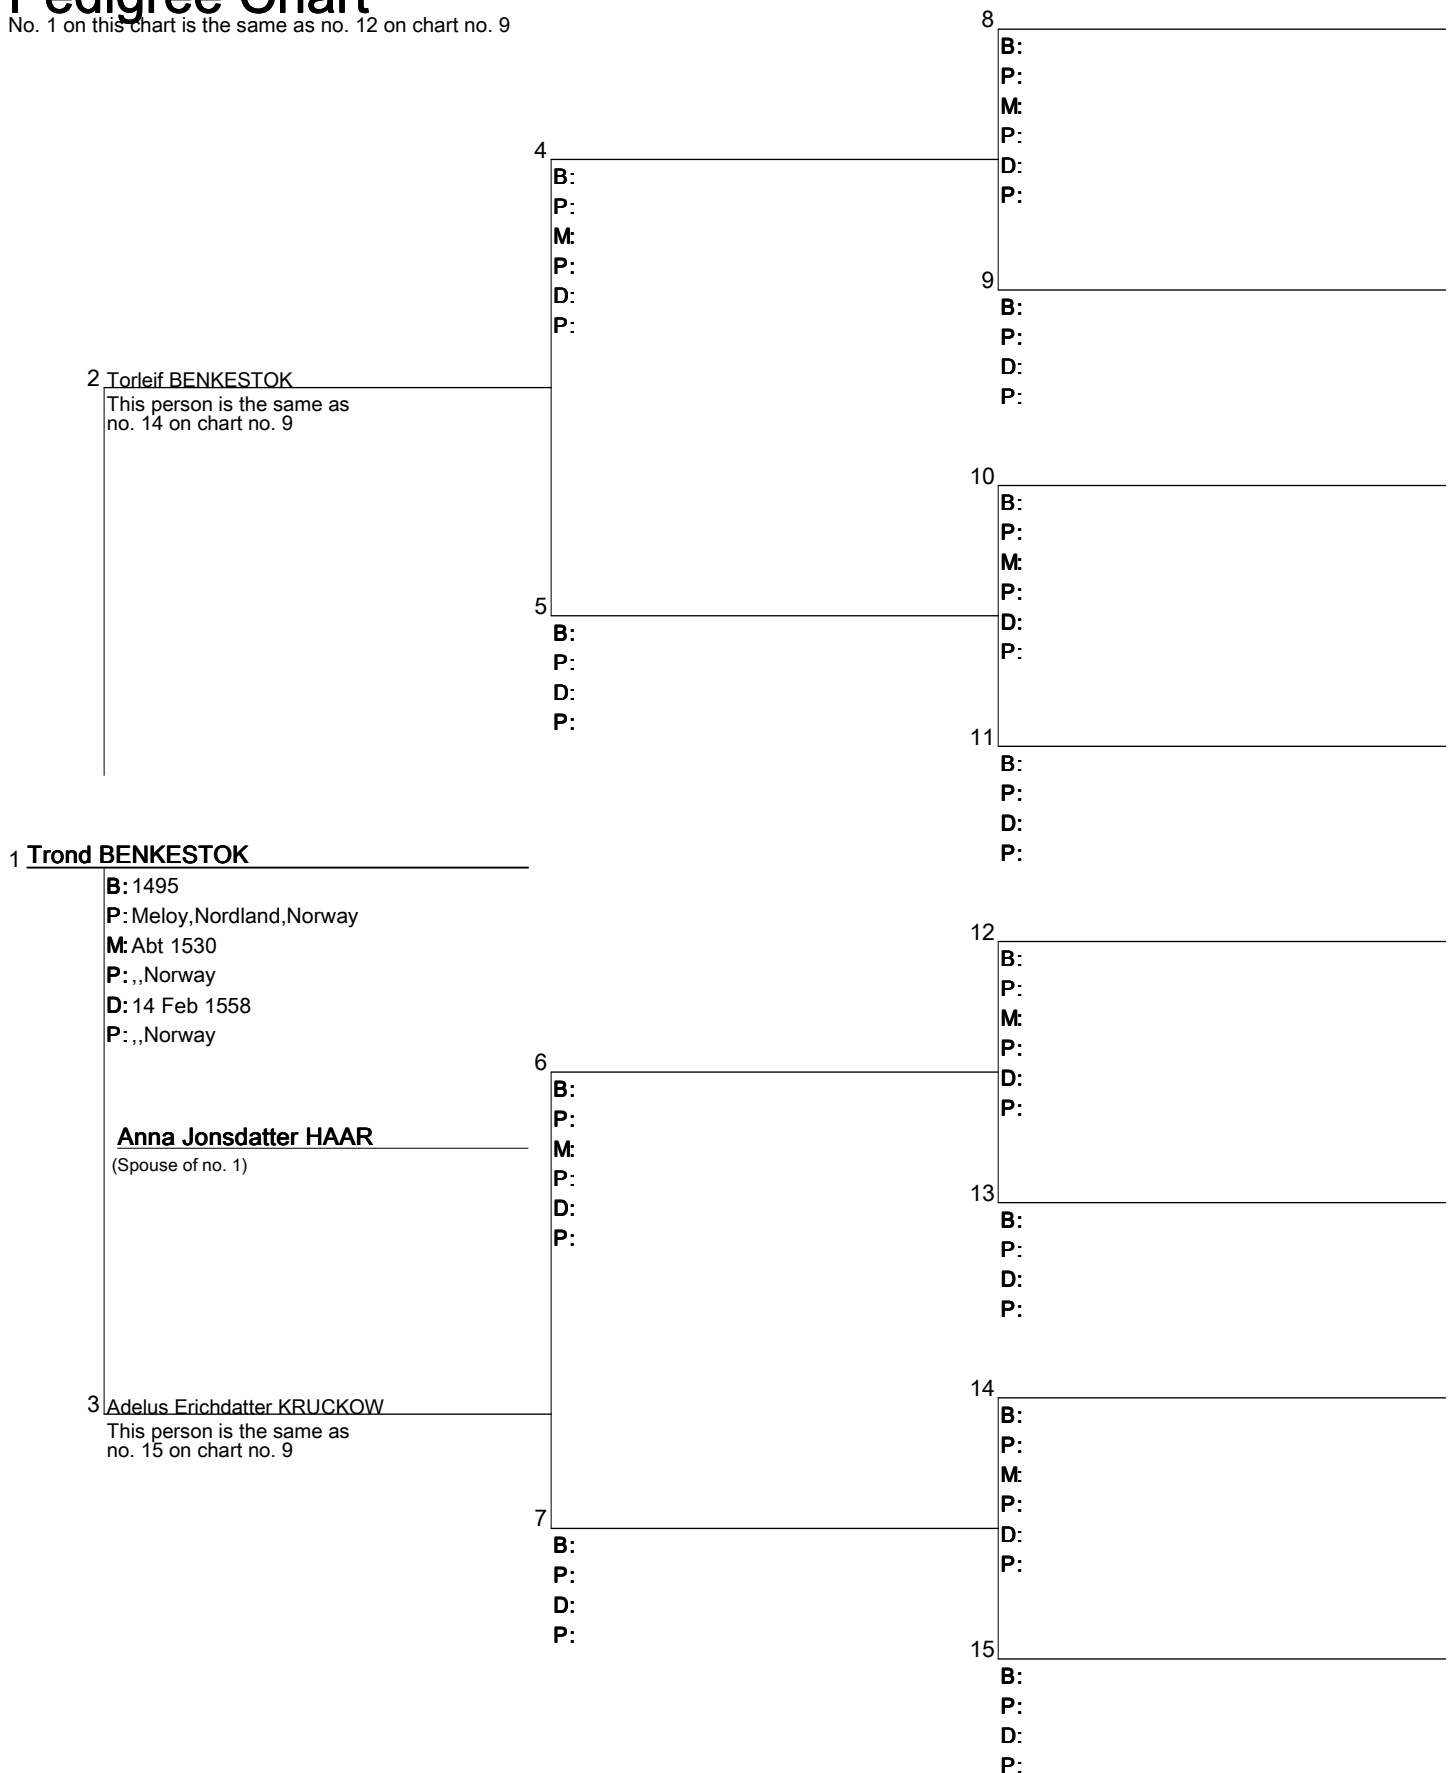 Pedigree Chart
No. 1 on this chart is the same as no. 12 on chart no. 9
8
B:
P:
M:
P:
D:
P:
4
B:
P:
M:
P:
D:
P:
9
B:
P:
D:
P:
2 Torleif BENKESTOK
This person is the same as
no. 14 on chart no. 9
10
B:
P:
M:
P:
D:
P:
5
B:
P:
D:
P:
11
B:
P:
D:
P:
1 Trond BENKESTOK
B: 1495
P: Meloy,Nordland,Norway
M: Abt 1530
P: ,,Norway
D: 14 Feb 1558
P: ,,Norway
12
B:
P:
M:
P:
D:
P:
6
B:
P:
M:
P:
D:
P:
Anna Jonsdatter HAAR
(Spouse of no. 1)
13
B:
P:
D:
P:
3 Adelus Erichdatter KRUCKOW
This person is the same as
no. 15 on chart no. 9
14
B:
P:
M:
P:
D:
P:
7
B:
P:
D:
P:
15
B:
P:
D:
P: